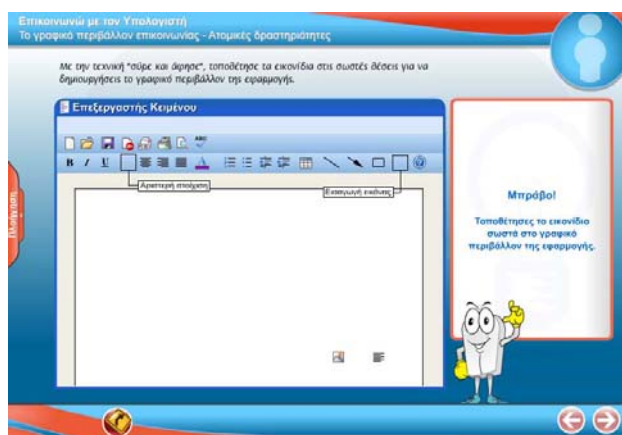 Επικοινωνώ με τον Υπολογιστή
Το γραφικό περιβάλλον επικοινωνίας - Ατομικές δραστηριότητες
Με την τεχνική "σύρε και άφησε", τοποθέτησε τα εικονίδια στις σωστές θέσεις για να
δημιουργήσεις το γραφικό περιβάλλον της εφαρμογής.
Επεξεργαστής Κειμένου
ABC
B I U
A
Αριστερή στοίχιση
Εισαγωγή εικόνας
Πλοήγηση
Μπράβο!
Τοποθέτησες το εικονίδιο
σωστά στο γραφικό
περιβάλλον της εφαρμογής.